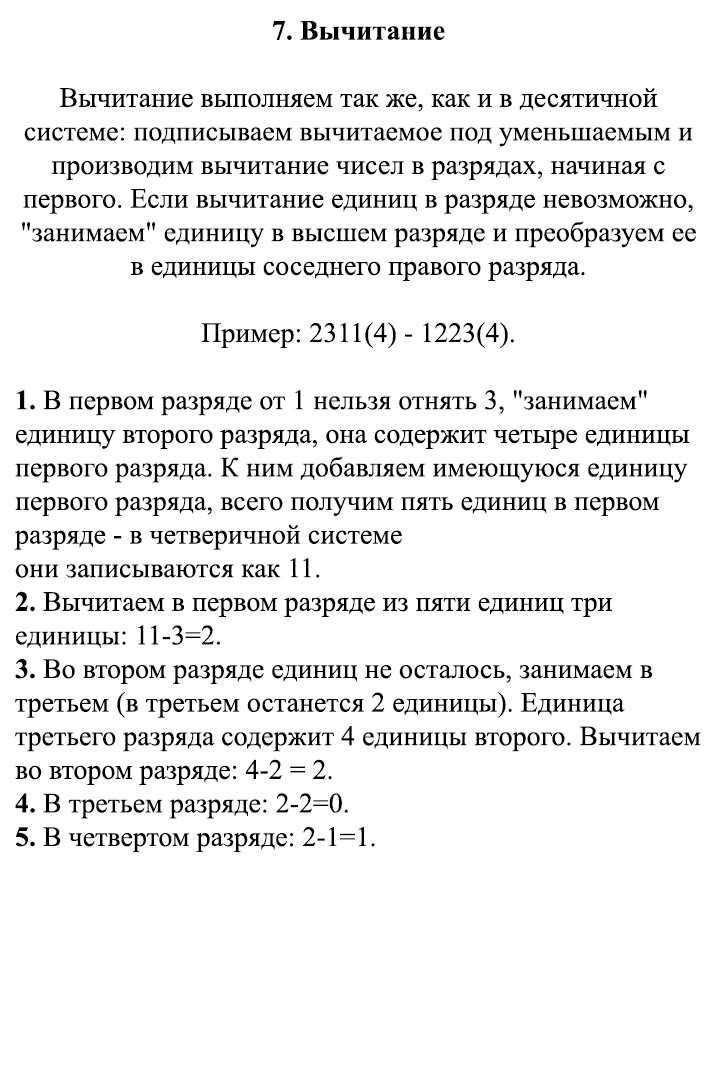 7. Вычитание
Вычитание выполняем так же, как и в десятичной
системе: подписываем вычитаемое под уменьшаемым и
производим вычитание чисел в разрядах, начиная с
первого. Если вычитание единиц в разряде невозможно,
"занимаем" единицу в высшем разряде и преобразуем ее
в единицы соседнего правого разряда.
Пример: 2311(4) - 1223(4).
1. В первом разряде от 1 нельзя отнять 3, "занимаем"
единицу второго разряда, она содержит четыре единицы
первого разряда. К ним добавляем имеющуюся единицу
первого разряда, всего получим пять единиц в первом
разряде - в четверичной системе
они записываются как 11.
2. Вычитаем в первом разряде из пяти единиц три
единицы: 11-3=2.
3. Во втором разряде единиц не осталось, занимаем в
третьем (в третьем останется 2 единицы). Единица
третьего разряда содержит 4 единицы второго. Вычитаем
во втором разряде: 4-2 = 2.
4. В третьем разряде: 2-2=0.
5. В четвертом разряде: 2-1=1.